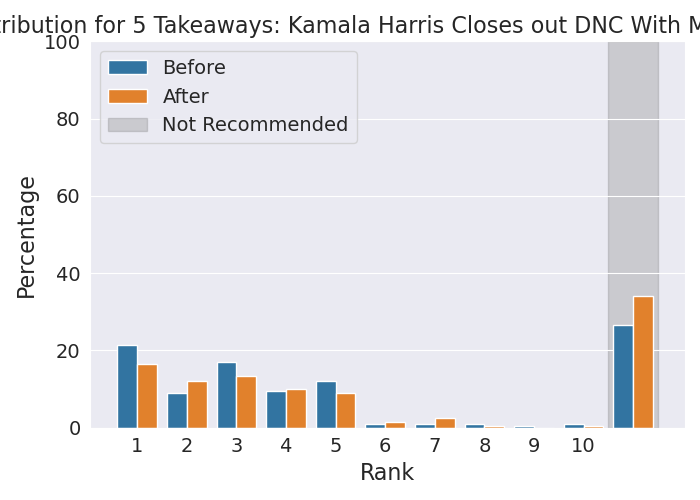 tribution for 5 Takeaways: Kamala Harris Closes out DNC With M
100
80
60
40
20
0
Percentage
Before
After
Not Recommended
1 2 3 4 5 6 7 8 9 10
Rank